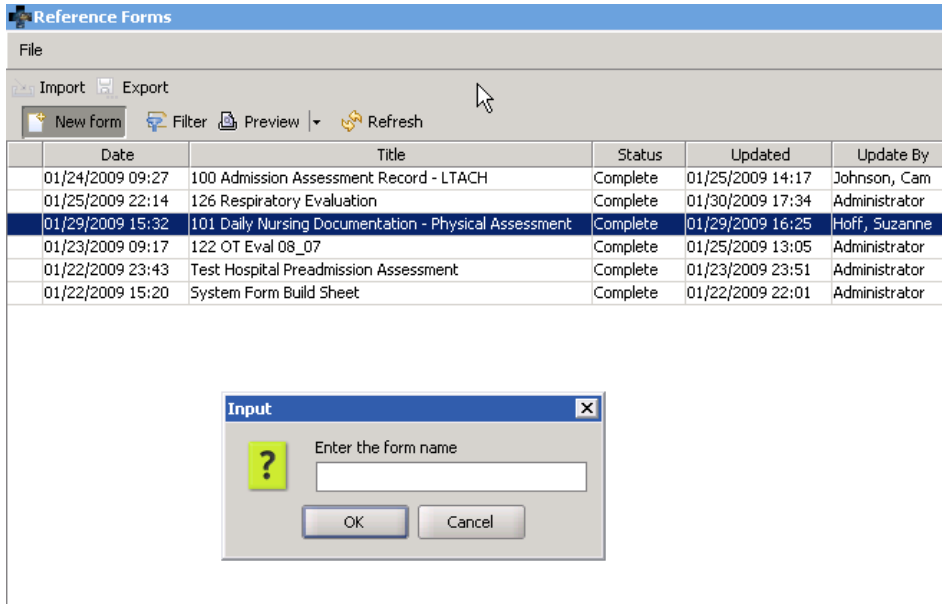 Reference Forms
File
Import Export
New form Filter Preview Refresh
Date Title Status Updated Update By
01/24/2009 09:27 100 Admission Assessment Record - LTACH Complete 01/25/2009 14:17 Johnson, Cam
01/25/2009 22:14 126 Respiratory Evaluation Complete 01/30/2009 17:34 Administrator
01/29/2009 15:32 101 Daily Nursing Documentation - Physical Assessment Complete 01/29/2009 16:25 Hoff, Suzanne
01/23/2009 09:17 122 OT Eval 08_07 Complete 01/25/2009 13:05 Administrator
01/22/2009 23:43 Test Hospital Preadmission Assessment Complete 01/23/2009 23:51 Administrator
01/22/2009 15:20 System Form Build Sheet Complete 01/22/2009 22:01 Administrator
Input
Enter the form name
?
OK Cancel